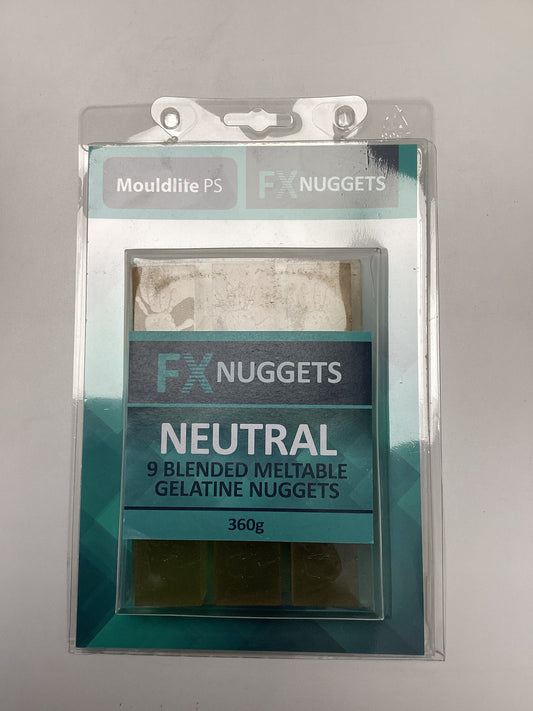 Mouldlite PS
FX NUGGETS
FX NUGGETS
NEUTRAL
9 BLENDED MELTABLE
GELATINE NUGGETS
360g